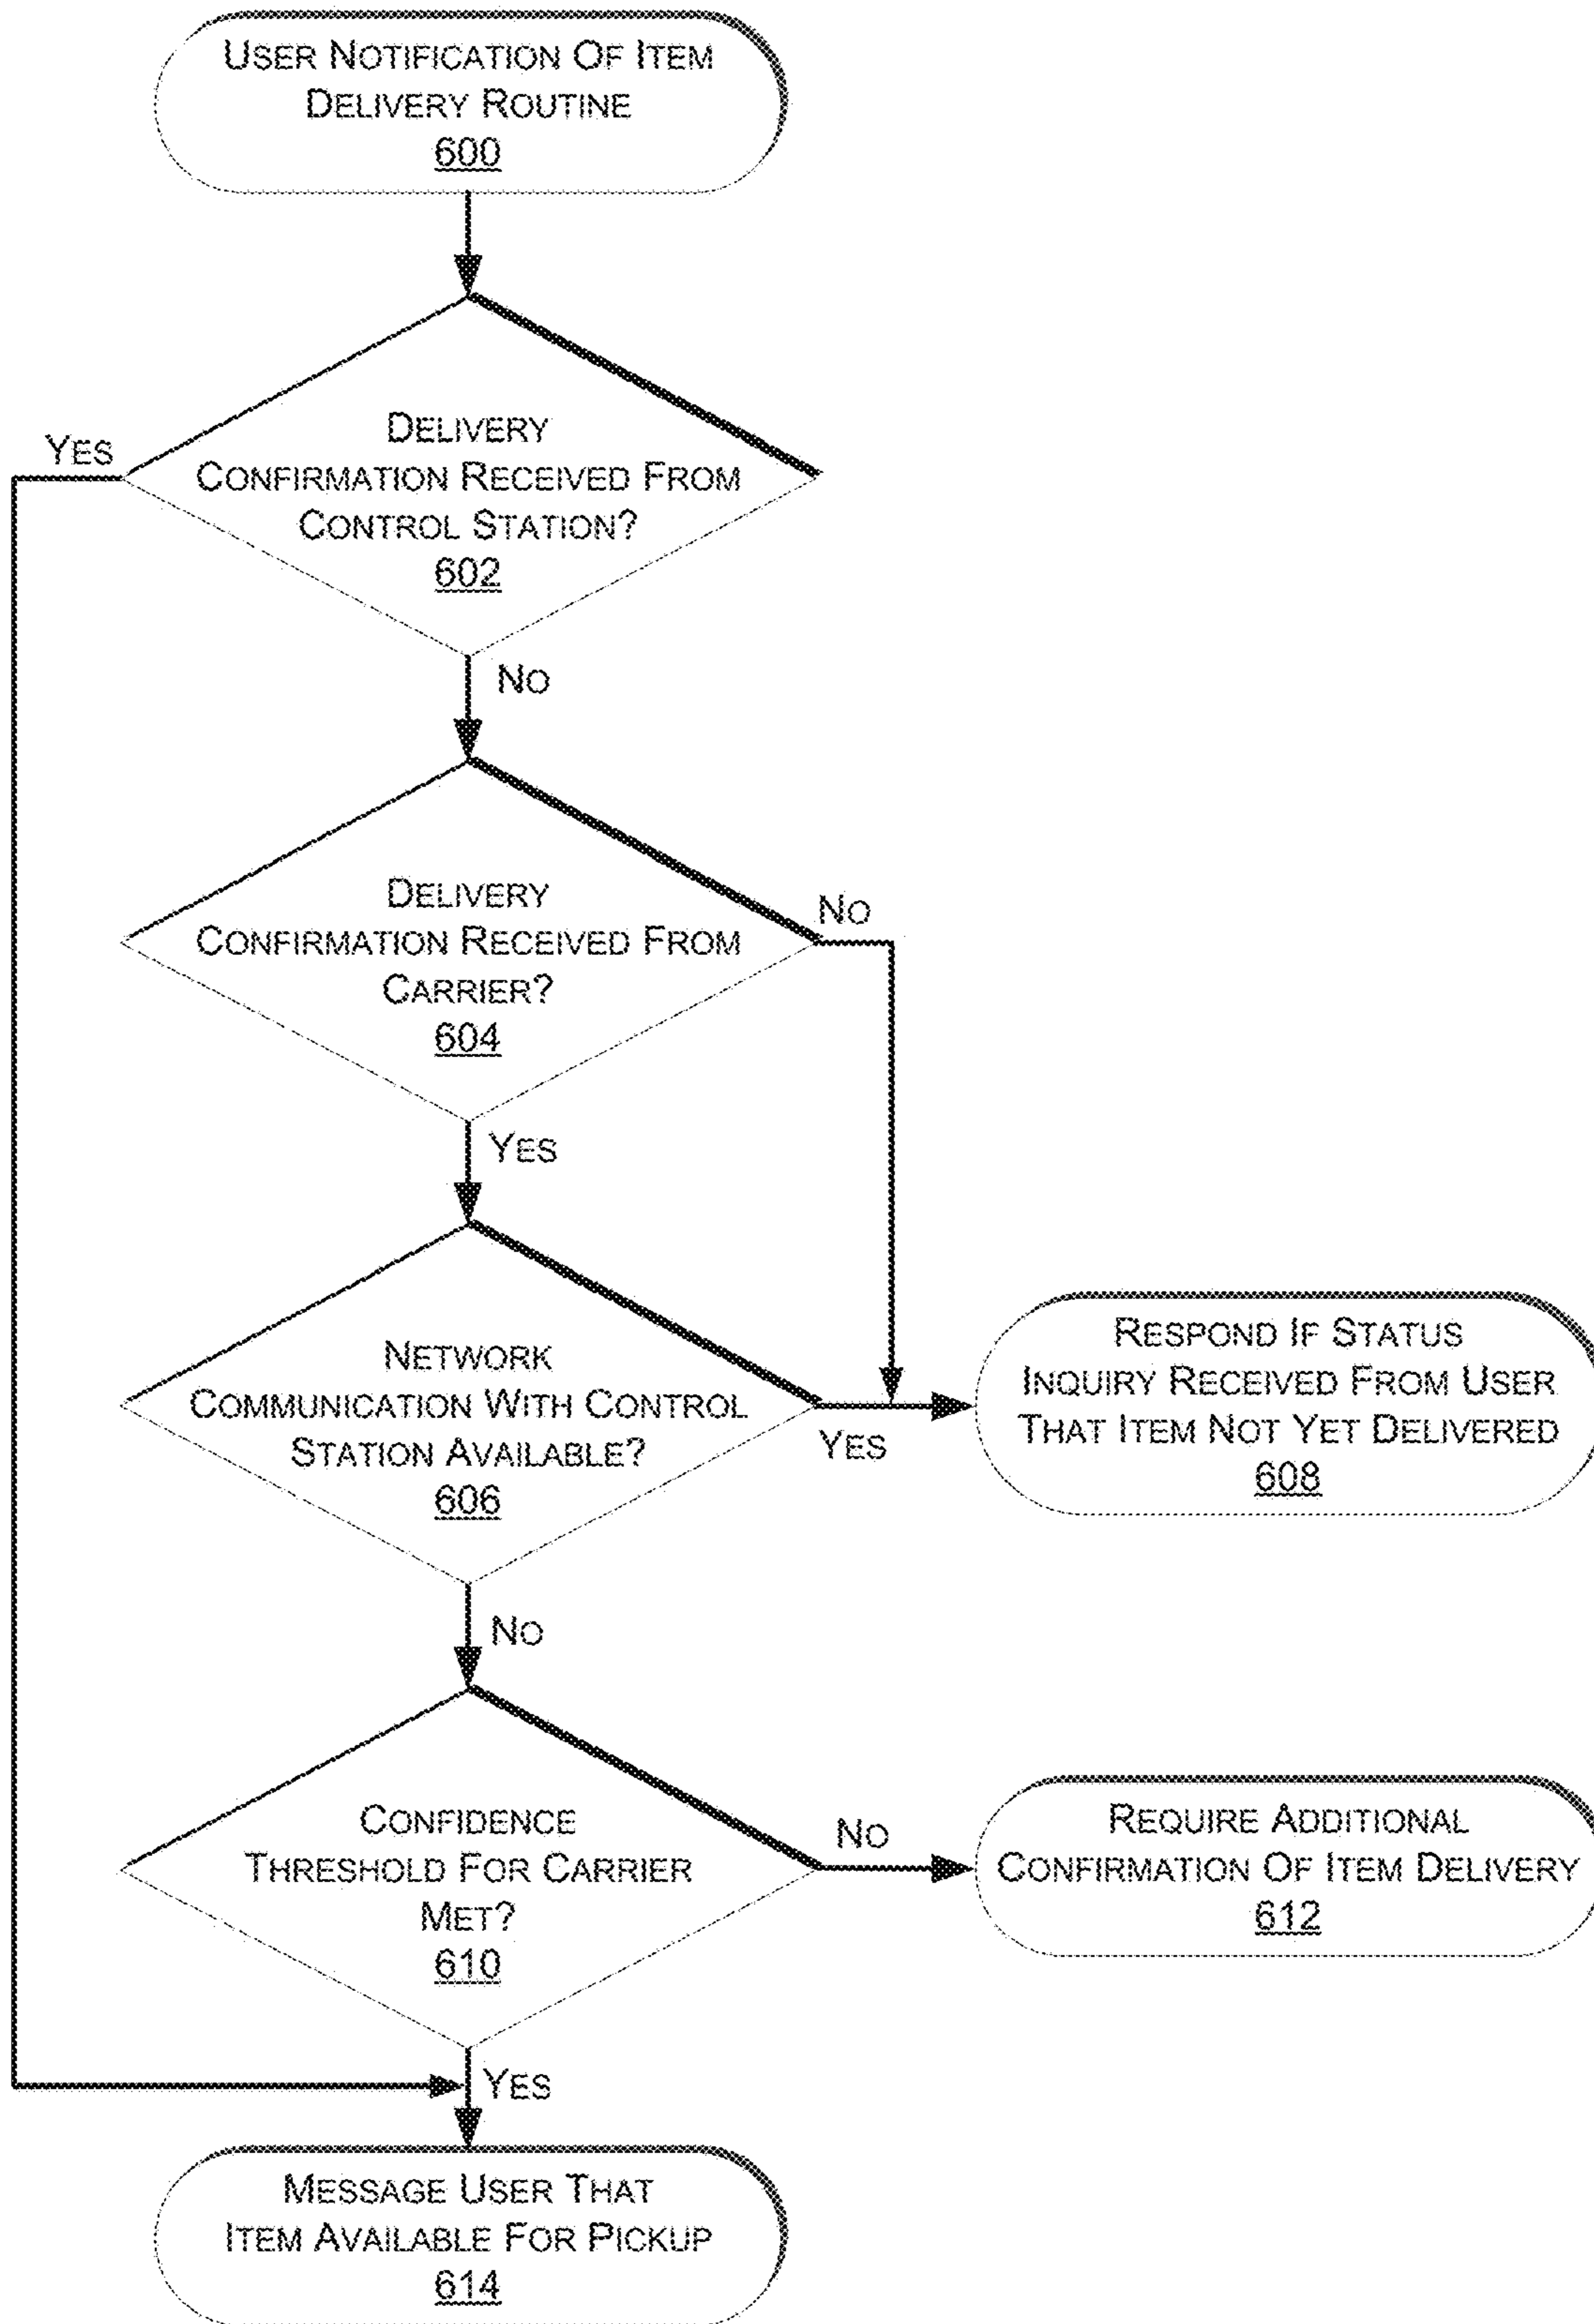 USER NOTIFICATION OF ITEM
DELIVERY ROUTINE
600
DELIVERY
CONFIRMATION RECEIVED FROM
CONTROL STATION?
602
YES
NO
DELIVERY
CONFIRMATION RECEIVED FROM
CARRIER?
604
NO
YES
NETWORK
COMMUNICATION WITH CONTROL
STATION AVAILABLE?
606
YES
RESPOND IF STATUS
INQUIRY RECEIVED FROM USER
THAT ITEM NOT YET DELIVERED
608
NO
CONFIDENCE
THRESHOLD FOR CARRIER
MET?
610
NO
REQUIRE ADDITIONAL
CONFIRMATION OF ITEM DELIVERY
612
YES
MESSAGE USER THAT
ITEM AVAILABLE FOR PICKUP
614